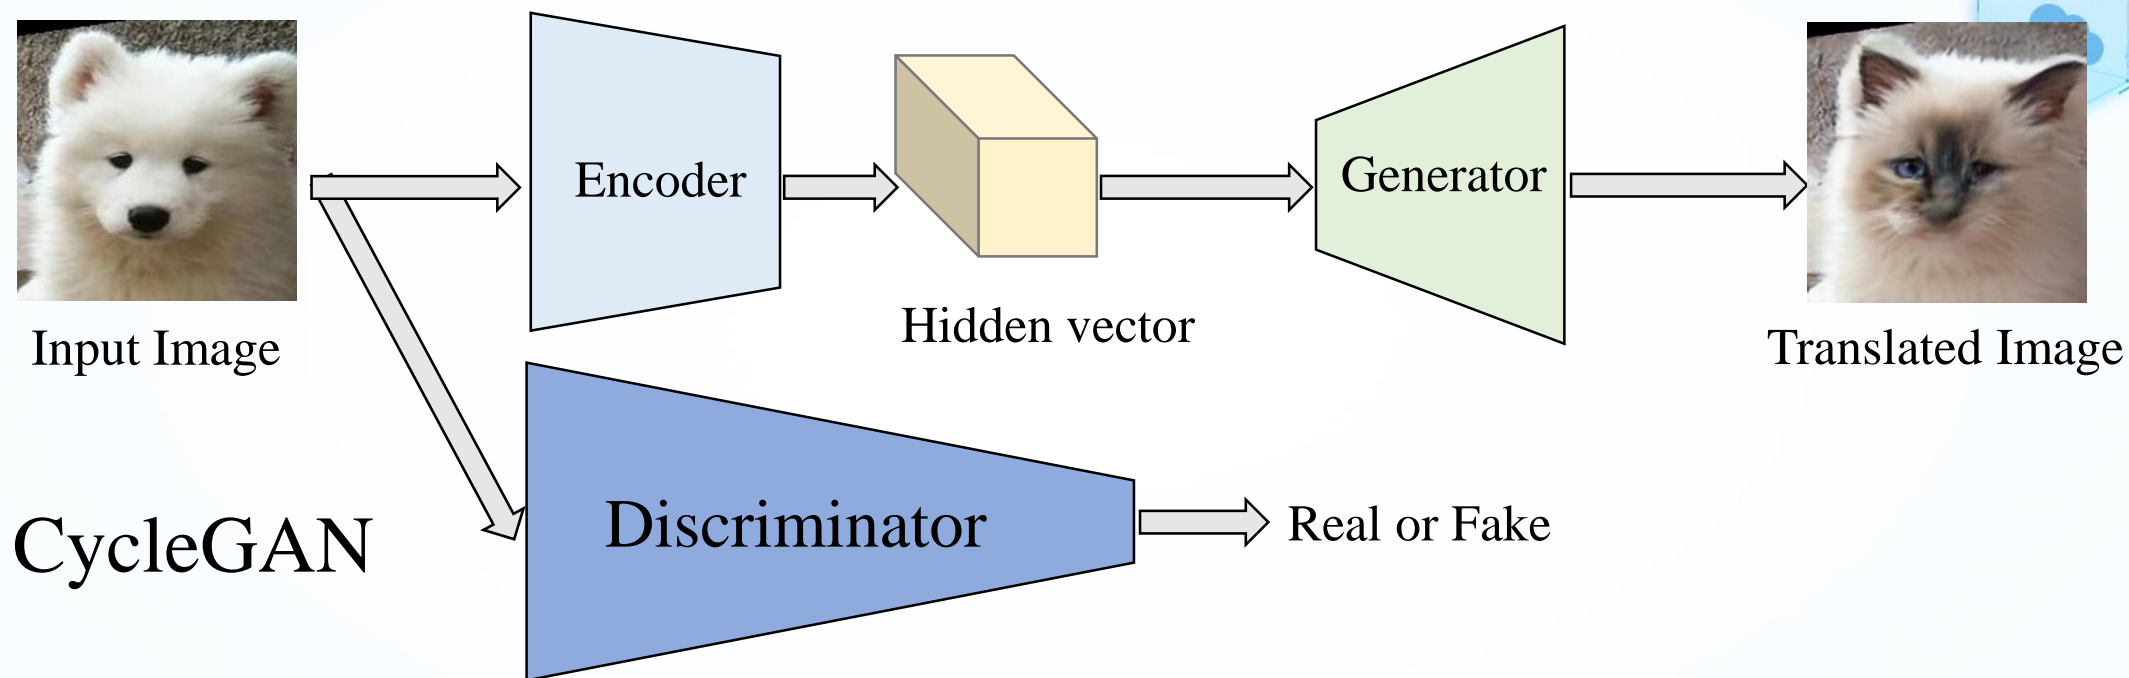 Encoder
Generator
Hidden vector
Input Image
Translated Image
Discriminator
Real or Fake
CycleGAN